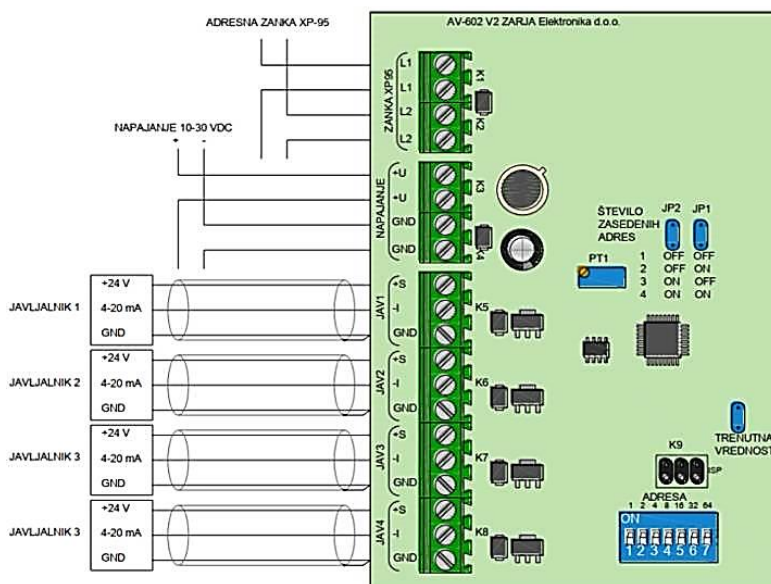 ADRESNA ZANKA XP-95
AV-602 V2 ZARJA Elektronika d.o.o.
NAPAJANJE 10-30 VDC
+ -
ZANKA XP95
L1
L1
L2
L2
K1
K2
NAPAJANJE
+U
+U
GND
GND
K3
K4
ŠTEVILO
ZASEDENIH
ADRES
JP2 JP1
1 OFF OFF
2 OFF ON
3 ON OFF
4 ON ON
PT1
JAVLJALNIK 1
+24 V
4-20 mA
GND
JAV1
+S
-I
GND
K5
JAVLJALNIK 2
+24 V
4-20 mA
GND
JAV2
+S
-I
GND
K6
JAVLJALNIK 3
+24 V
4-20 mA
GND
JAV3
+S
-I
GND
K7
JAVLJALNIK 3
+24 V
4-20 mA
GND
JAV4
+S
-I
GND
K8
TRENUTNA
VREDNOST
K9
ISP
ADRESA
1 2 4 8 16 32 64
ON
1 2 3 4 5 6 7